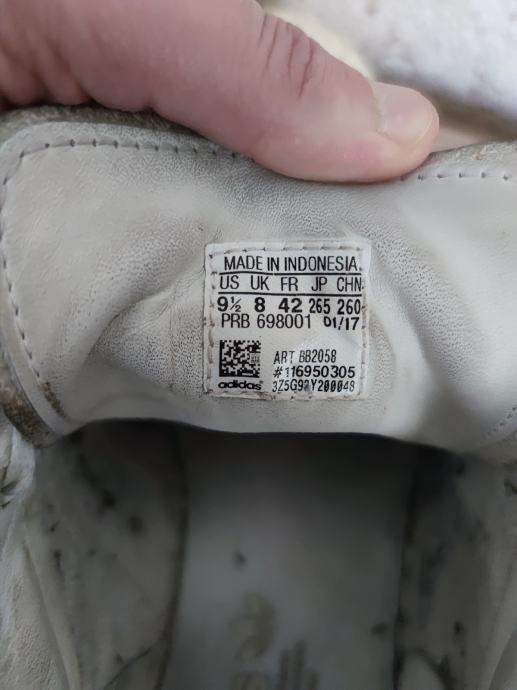 MADE IN INDONESIA
US UK FR JP CHN
9½ 8 42 265 260
PRB 698001 01/17
ART BB2058
#116950305
adidas 3Z5G92Y200048